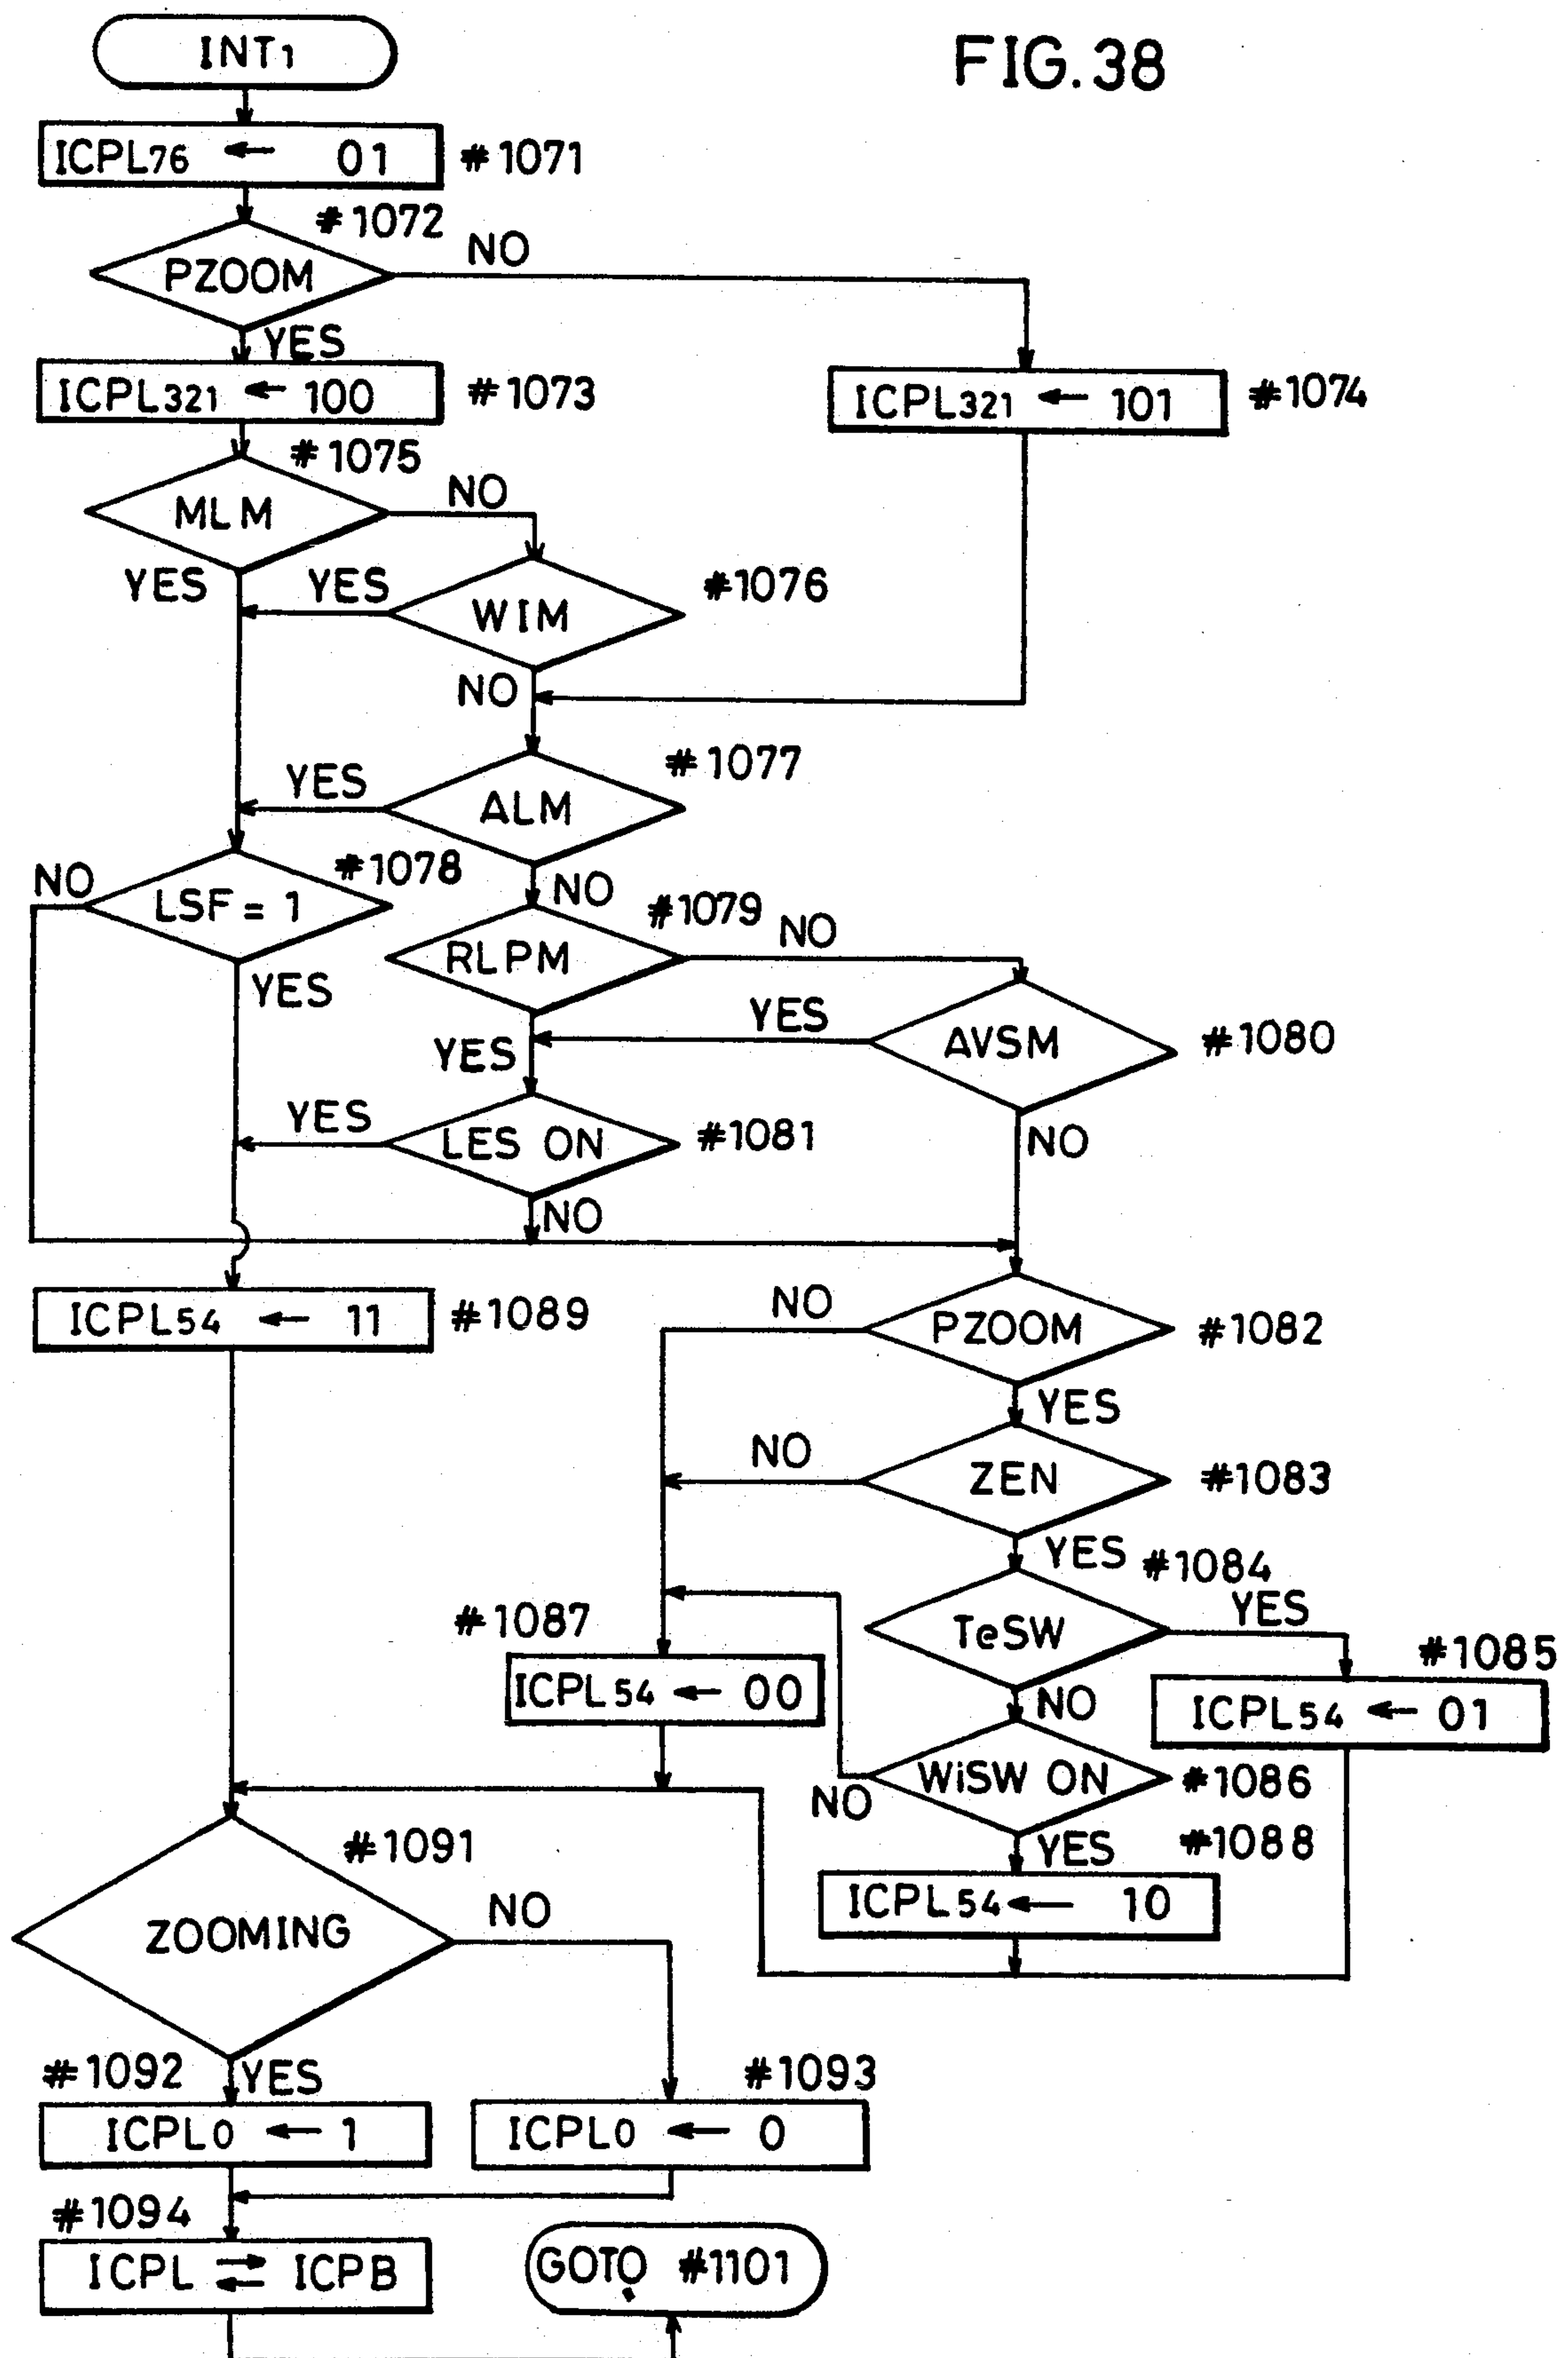 INT1
FIG. 38
ICPL76 ← 01 #1071
#1072
PZOOM
NO
YES
ICPL321 ← 100 #1073
ICPL321 ← 101 #1074
#1075
MLM
NO
YES
YES
WIM
#1076
NO
#1077
YES
ALM
NO
#1078
LSF = 1
NO
#1079
RLPM
NO
YES
YES
AVSM
#1080
YES
YES
LES ON
#1081
NO
NO
ICPL54 ← 11 #1089
NO
PZOOM
#1082
YES
NO
ZEN
#1083
YES
#1084
TeSW
YES
#1087
#1085
ICPL54 ← 00
NO
ICPL54 ← 01
WiSW ON
#1086
NO
#1091
YES
#1088
ICPL54 ← 10
ZOOMING
NO
#1092
YES
#1093
ICPL0 ← 1
ICPL0 ← 0
#1094
ICPL ⇄ ICPB
GOTO #1101